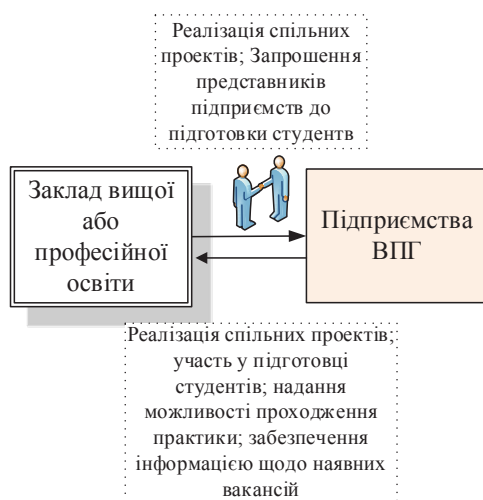 Реалізація спільних
проектів; Запрошення
представників
підприємств до
підготовки студентв
Заклад вищої
або
професійної
освіти
Підприємства
ВПГ
Реалізація спільних проектів;
участь у підготовці
студентів; надання
можливості проходження
практики; забезпечення
інформацією щодо наявних
вакансій